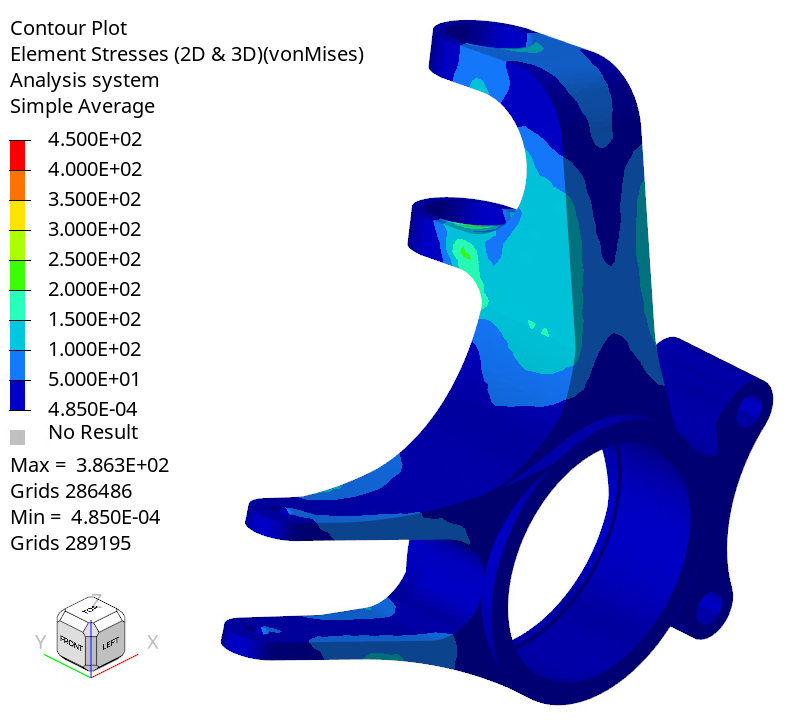 Contour Plot
Element Stresses (2D & 3D)(vonMises)
Analysis system
Simple Average
4.500E+02
4.000E+02
3.500E+02
3.000E+02
2.500E+02
2.000E+02
1.500E+02
1.000E+02
5.000E+01
4.850E-04
No Result
Max = 3.863E+02
Grids 286486
Min = 4.850E-04
Grids 289195
Z
TOP
Y FRONT LEFT X